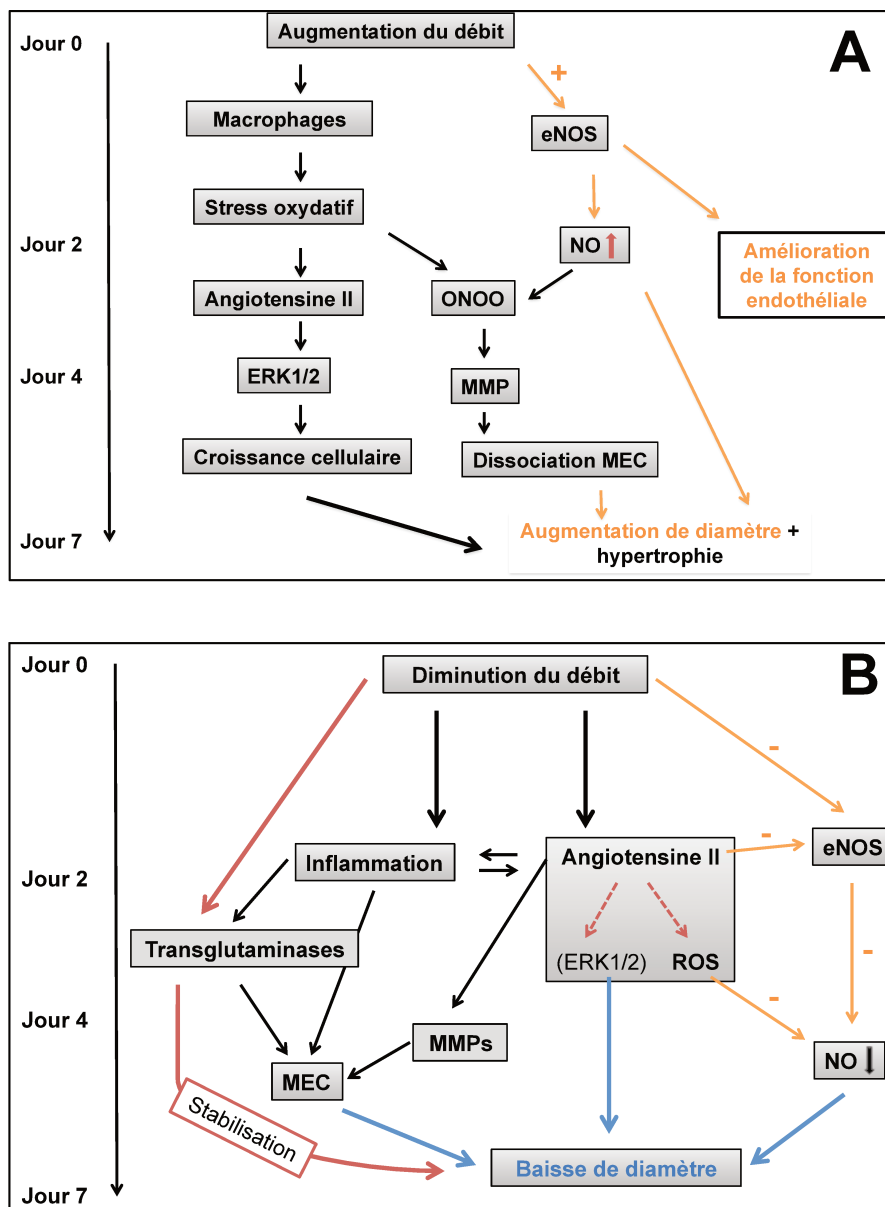 Jour 0
Augmentation du débit
A
+
Macrophages
eNOS
Stress oxydatif
Jour 2
NO
Amélioration
de la fonction
endothéliale
Angiotensine II
ONOO
Jour 4
ERK1/2
MMP
Croissance cellulaire
Dissociation MEC
Jour 7
Augmentation de diamètre +
hypertrophie
Jour 0
Diminution du débit
B
-
-
Inflammation
Angiotensine II
eNOS
Jour 2
Transglutaminases
(ERK1/2)
ROS
-
-
Jour 4
MMPs
NO
MEC
Stabilisation
Baisse de diamètre
Jour 7